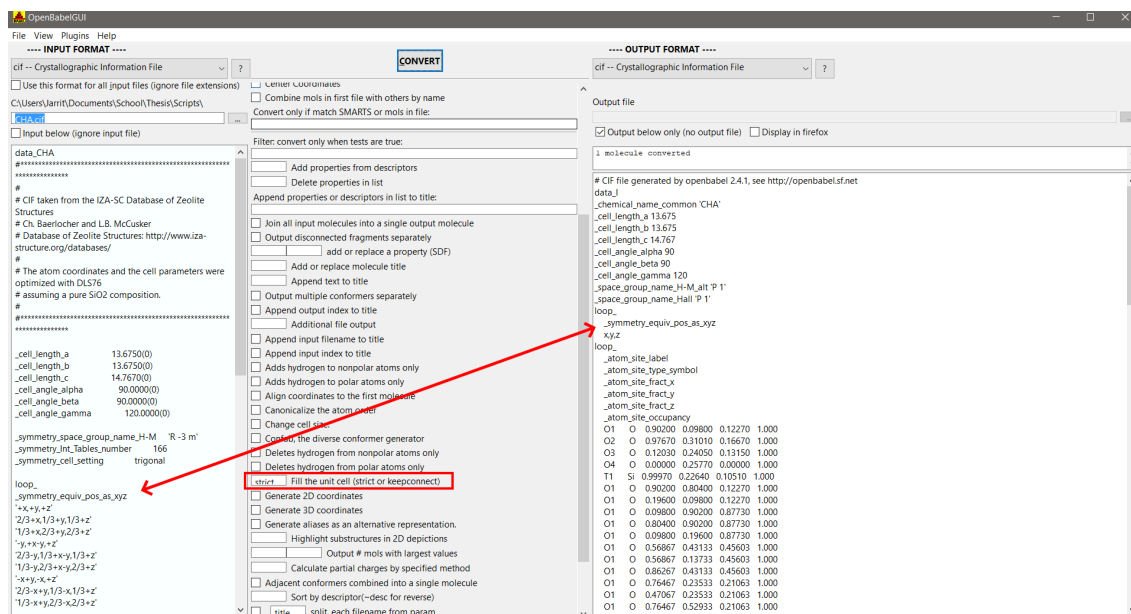 OpenBabelGUI
File View Plugins Help
---- INPUT FORMAT ----
cif -- Crystallographic Information File
?
Use this format for all input files (ignore file extensions)
C:\Users\Jarrit\Documents\School\Thesis\Scripts\
CHA.cif
...
Input below (ignore input file)
data_CHA
#**********************************************************
***************
#
# CIF taken from the IZA-SC Database of Zeolite
Structures
# Ch. Baerlocher and L.B. McCusker
# Database of Zeolite Structures: http://www.iza-
structure.org/databases/
#
# The atom coordinates and the cell parameters were
optimized with DLS76
# assuming a pure SiO2 composition.
#
#**********************************************************
***************
_cell_length_a 13.6750(0)
_cell_length_b 13.6750(0)
_cell_length_c 14.7670(0)
_cell_angle_alpha 90.0000(0)
_cell_angle_beta 90.0000(0)
_cell_angle_gamma 120.0000(0)
_symmetry_space_group_name_H-M 'R -3 m'
_symmetry_Int_Tables_number 166
_symmetry_cell_setting trigonal
loop_
_symmetry_equiv_pos_as_xyz
'+x,+y,+z'
'2/3+x,1/3+y,1/3+z'
'1/3+x,2/3+y,2/3+z'
'-y,+x-y,+z'
'2/3-y,1/3+x-y,1/3+z'
'1/3-y,2/3+x-y,2/3+z'
'-x+y,-x,+z'
'2/3-x+y,1/3-x,1/3+z'
'1/3-x+y,2/3-x,2/3+z'
CONVERT
Center Coordinates
Combine mols in first file with others by name
Convert only if match SMARTS or mols in file:
Filter: convert only when tests are true:
Add properties from descriptors
Delete properties in list
Append properties or descriptors in list to title:
Join all input molecules into a single output molecule
Output disconnected fragments separately
add or replace a property (SDF)
Add or replace molecule title
Append text to title
Output multiple conformers separately
Append output index to title
Additional file output
Append input filename to title
Append input index to title
Adds hydrogen to nonpolar atoms only
Adds hydrogen to polar atoms only
Align coordinates to the first molecule
Canonicalize the atom order
Change cell size:
Confab, the diverse conformer generator
Deletes hydrogen from nonpolar atoms only
Deletes hydrogen from polar atoms only
strict Fill the unit cell (strict or keepconnect)
Generate 2D coordinates
Generate 3D coordinates
Generate aliases as an alternative representation.
Highlight substructures in 2D depictions
Output # mols with largest values
Calculate partial charges by specified method
Adjacent conformers combined into a single molecule
Sort by descriptor(~desc for reverse)
title split, each filename from param
---- OUTPUT FORMAT ----
cif -- Crystallographic Information File
?
Output file
...
Output below only (no output file) Display in firefox
1 molecule converted
# CIF file generated by openbabel 2.4.1, see http://openbabel.sf.net
data_I
_chemical_name_common 'CHA'
_cell_length_a 13.675
_cell_length_b 13.675
_cell_length_c 14.767
_cell_angle_alpha 90
_cell_angle_beta 90
_cell_angle_gamma 120
_space_group_name_H-M_alt 'P 1'
_space_group_name_Hall 'P 1'
loop_
_symmetry_equiv_pos_as_xyz
x,y,z
loop_
_atom_site_label
_atom_site_type_symbol
_atom_site_fract_x
_atom_site_fract_y
_atom_site_fract_z
_atom_site_occupancy
O1 O 0.90200 0.09800 0.12270 1.000
O2 O 0.97670 0.31010 0.16670 1.000
O3 O 0.12030 0.24050 0.13150 1.000
O4 O 0.00000 0.25770 0.00000 1.000
T1 Si 0.99970 0.22640 0.10510 1.000
O1 O 0.90200 0.80400 0.12270 1.000
O1 O 0.19600 0.09800 0.12270 1.000
O1 O 0.09800 0.90200 0.87730 1.000
O1 O 0.80400 0.90200 0.87730 1.000
O1 O 0.09800 0.19600 0.87730 1.000
O1 O 0.56867 0.43133 0.45603 1.000
O1 O 0.56867 0.13733 0.45603 1.000
O1 O 0.86267 0.43133 0.45603 1.000
O1 O 0.76467 0.23533 0.21063 1.000
O1 O 0.47067 0.23533 0.21063 1.000
O1 O 0.76467 0.52933 0.21063 1.000